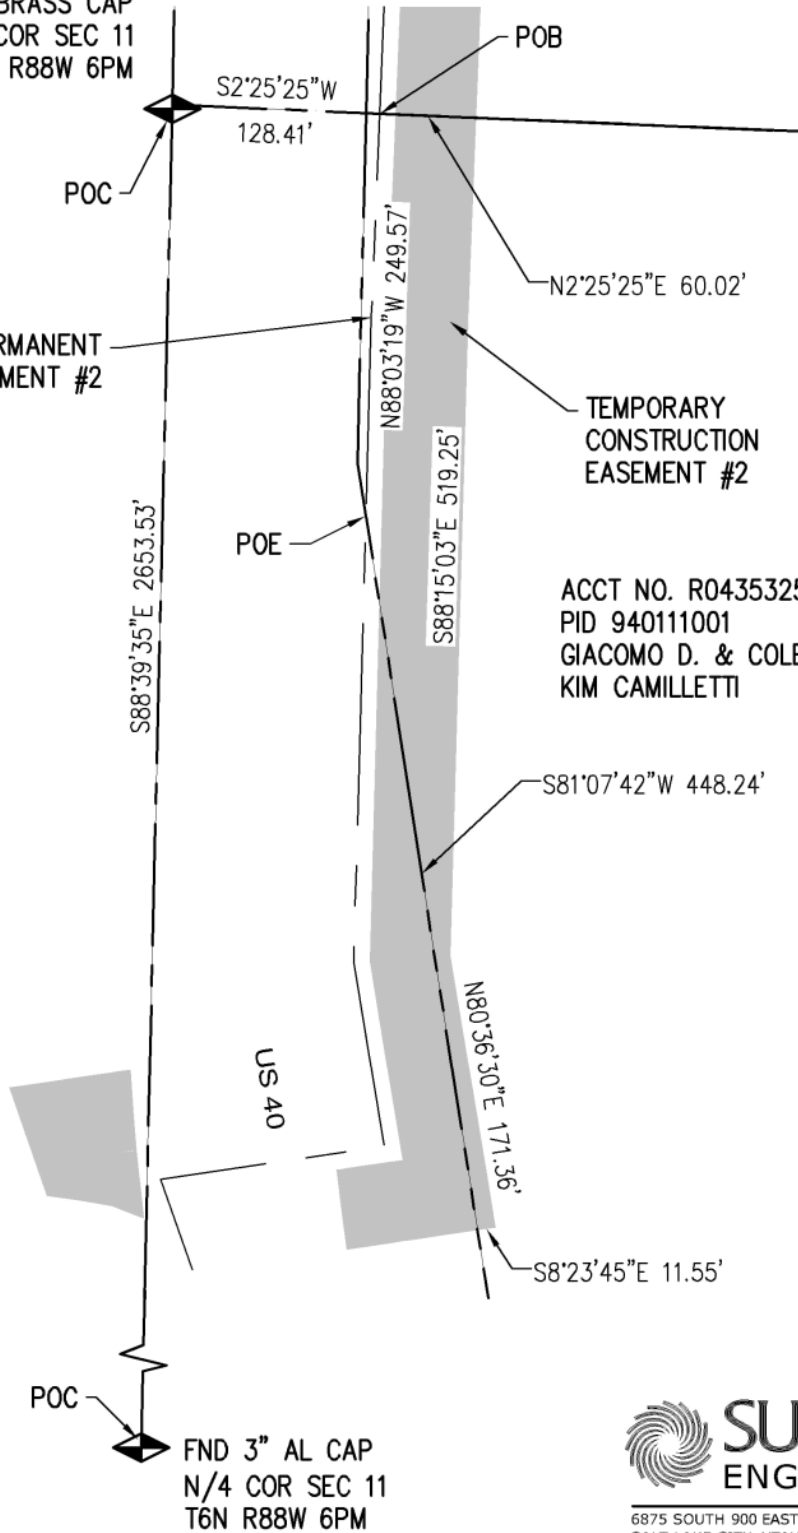 BRASS CAP
COR SEC 11
R88W 6PM
S2°25'25"W
128.41'
POB
POC
N88°03'19"W 249.57'
N2°25'25"E 60.02'
RMANENT
MENT #2
TEMPORARY
CONSTRUCTION
EASEMENT #2
S88°15'03"E 519.25'
S88°39'35"E 2653.53'
POE
ACCT NO. R0435325
PID 940111001
GIACOMO D. & COLE
KIM CAMILLETTI
S81°07'42"W 448.24'
N80°36'30"E 171.36'
US 40
S8°23'45"E 11.55'
POC
FND 3" AL CAP
N/4 COR SEC 11
T6N R88W 6PM
SU
ENG
6875 SOUTH 900 EAST